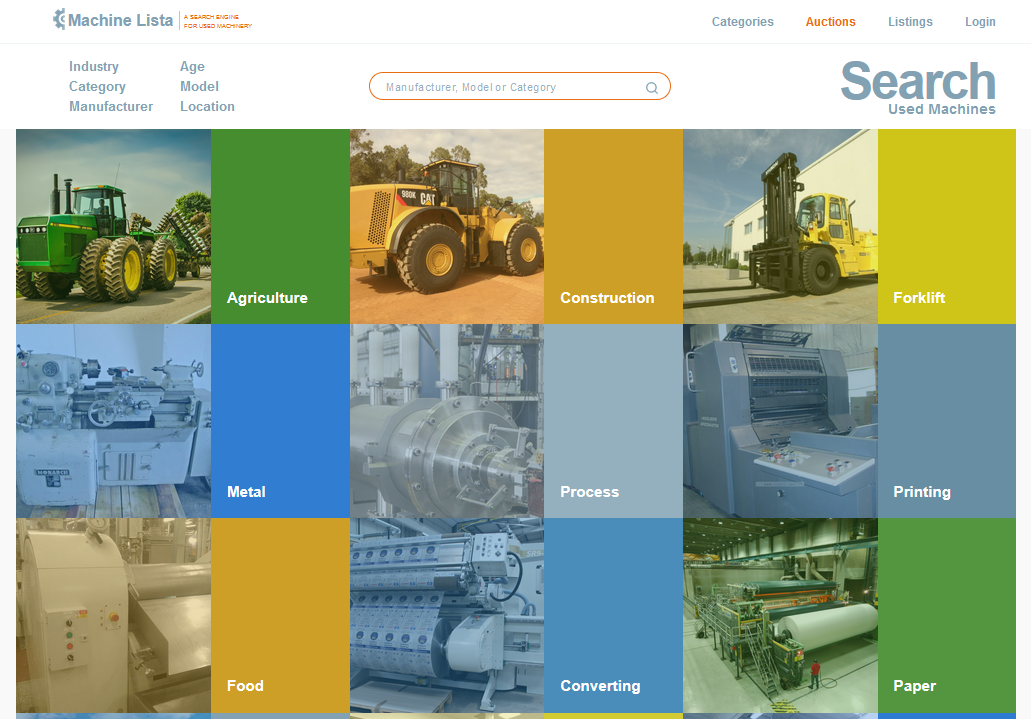 Machine Lista
A SEARCH ENGINE
FOR USED MACHINERY
Categories
Auctions
Listings
Login
Industry
Age
Category
Model
Manufacturer
Location
Manufacturer, Model or Category
Search
Used Machines
980K
CAT
Agriculture
Construction
Forklift
MONARCH
Metal
Process
Printing
Food
Converting
Paper